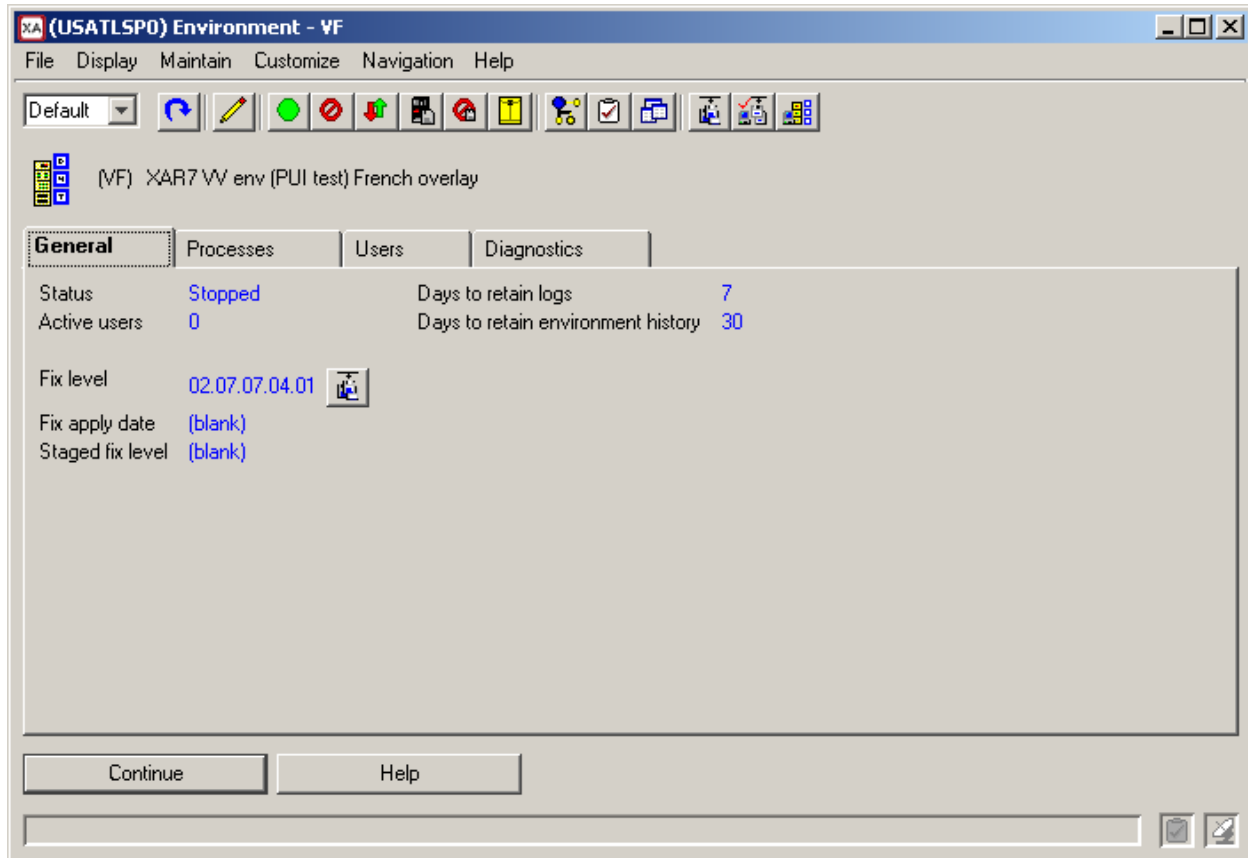 XA (USATLSP0) Environment - VF
File Display Maintain Customize Navigation Help
Default
(VF) XAR7 VV env (PUI test) French overlay
General Processes Users Diagnostics
Status Stopped Days to retain logs 7
Active users 0 Days to retain environment history 30
Fix level 02.07.07.04.01
Fix apply date (blank)
Staged fix level (blank)
Continue Help